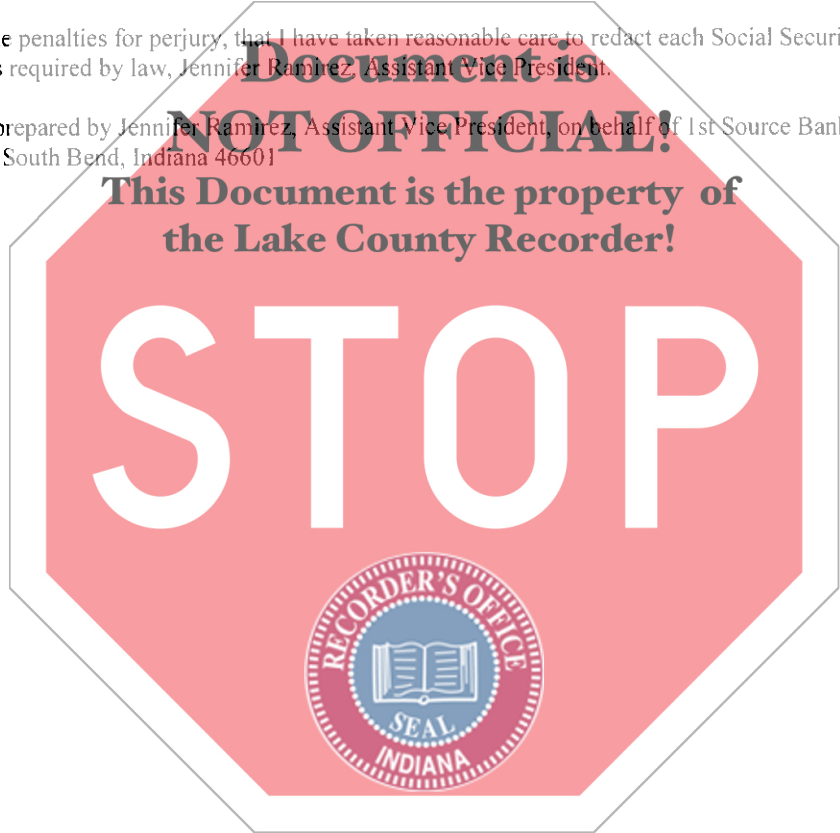 e penalties for perjury, that I have taken reasonable care to redact each Social Securi
s required by law, Jennifer Ramirez, Assistant Vice President.
Document is
prepared by Jennifer Ramirez, Assistant Vice President, on behalf of 1st Source Bank
NOT OFFICIAL!
South Bend, Indiana 46601
This Document is the property of
the Lake County Recorder!
STOP
RECORDER'S OFFICE
SEAL
INDIANA